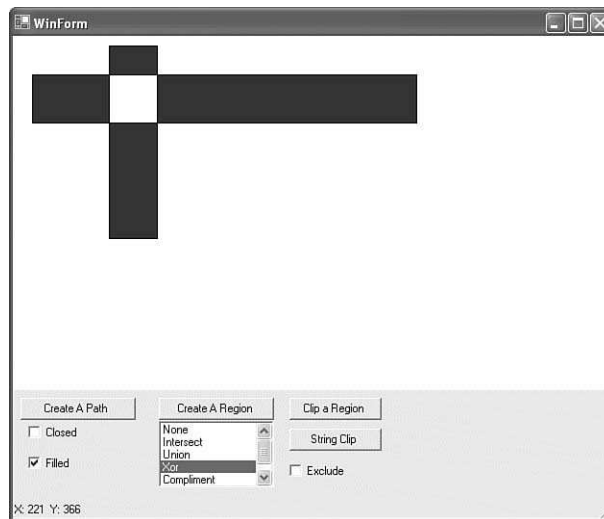 WinForm
Create A Path
Create A Region
Clip a Region
Closed
None
Intersect
Union
Xor
Compliment
String Clip
Filled
Exclude
X: 221 Y: 366